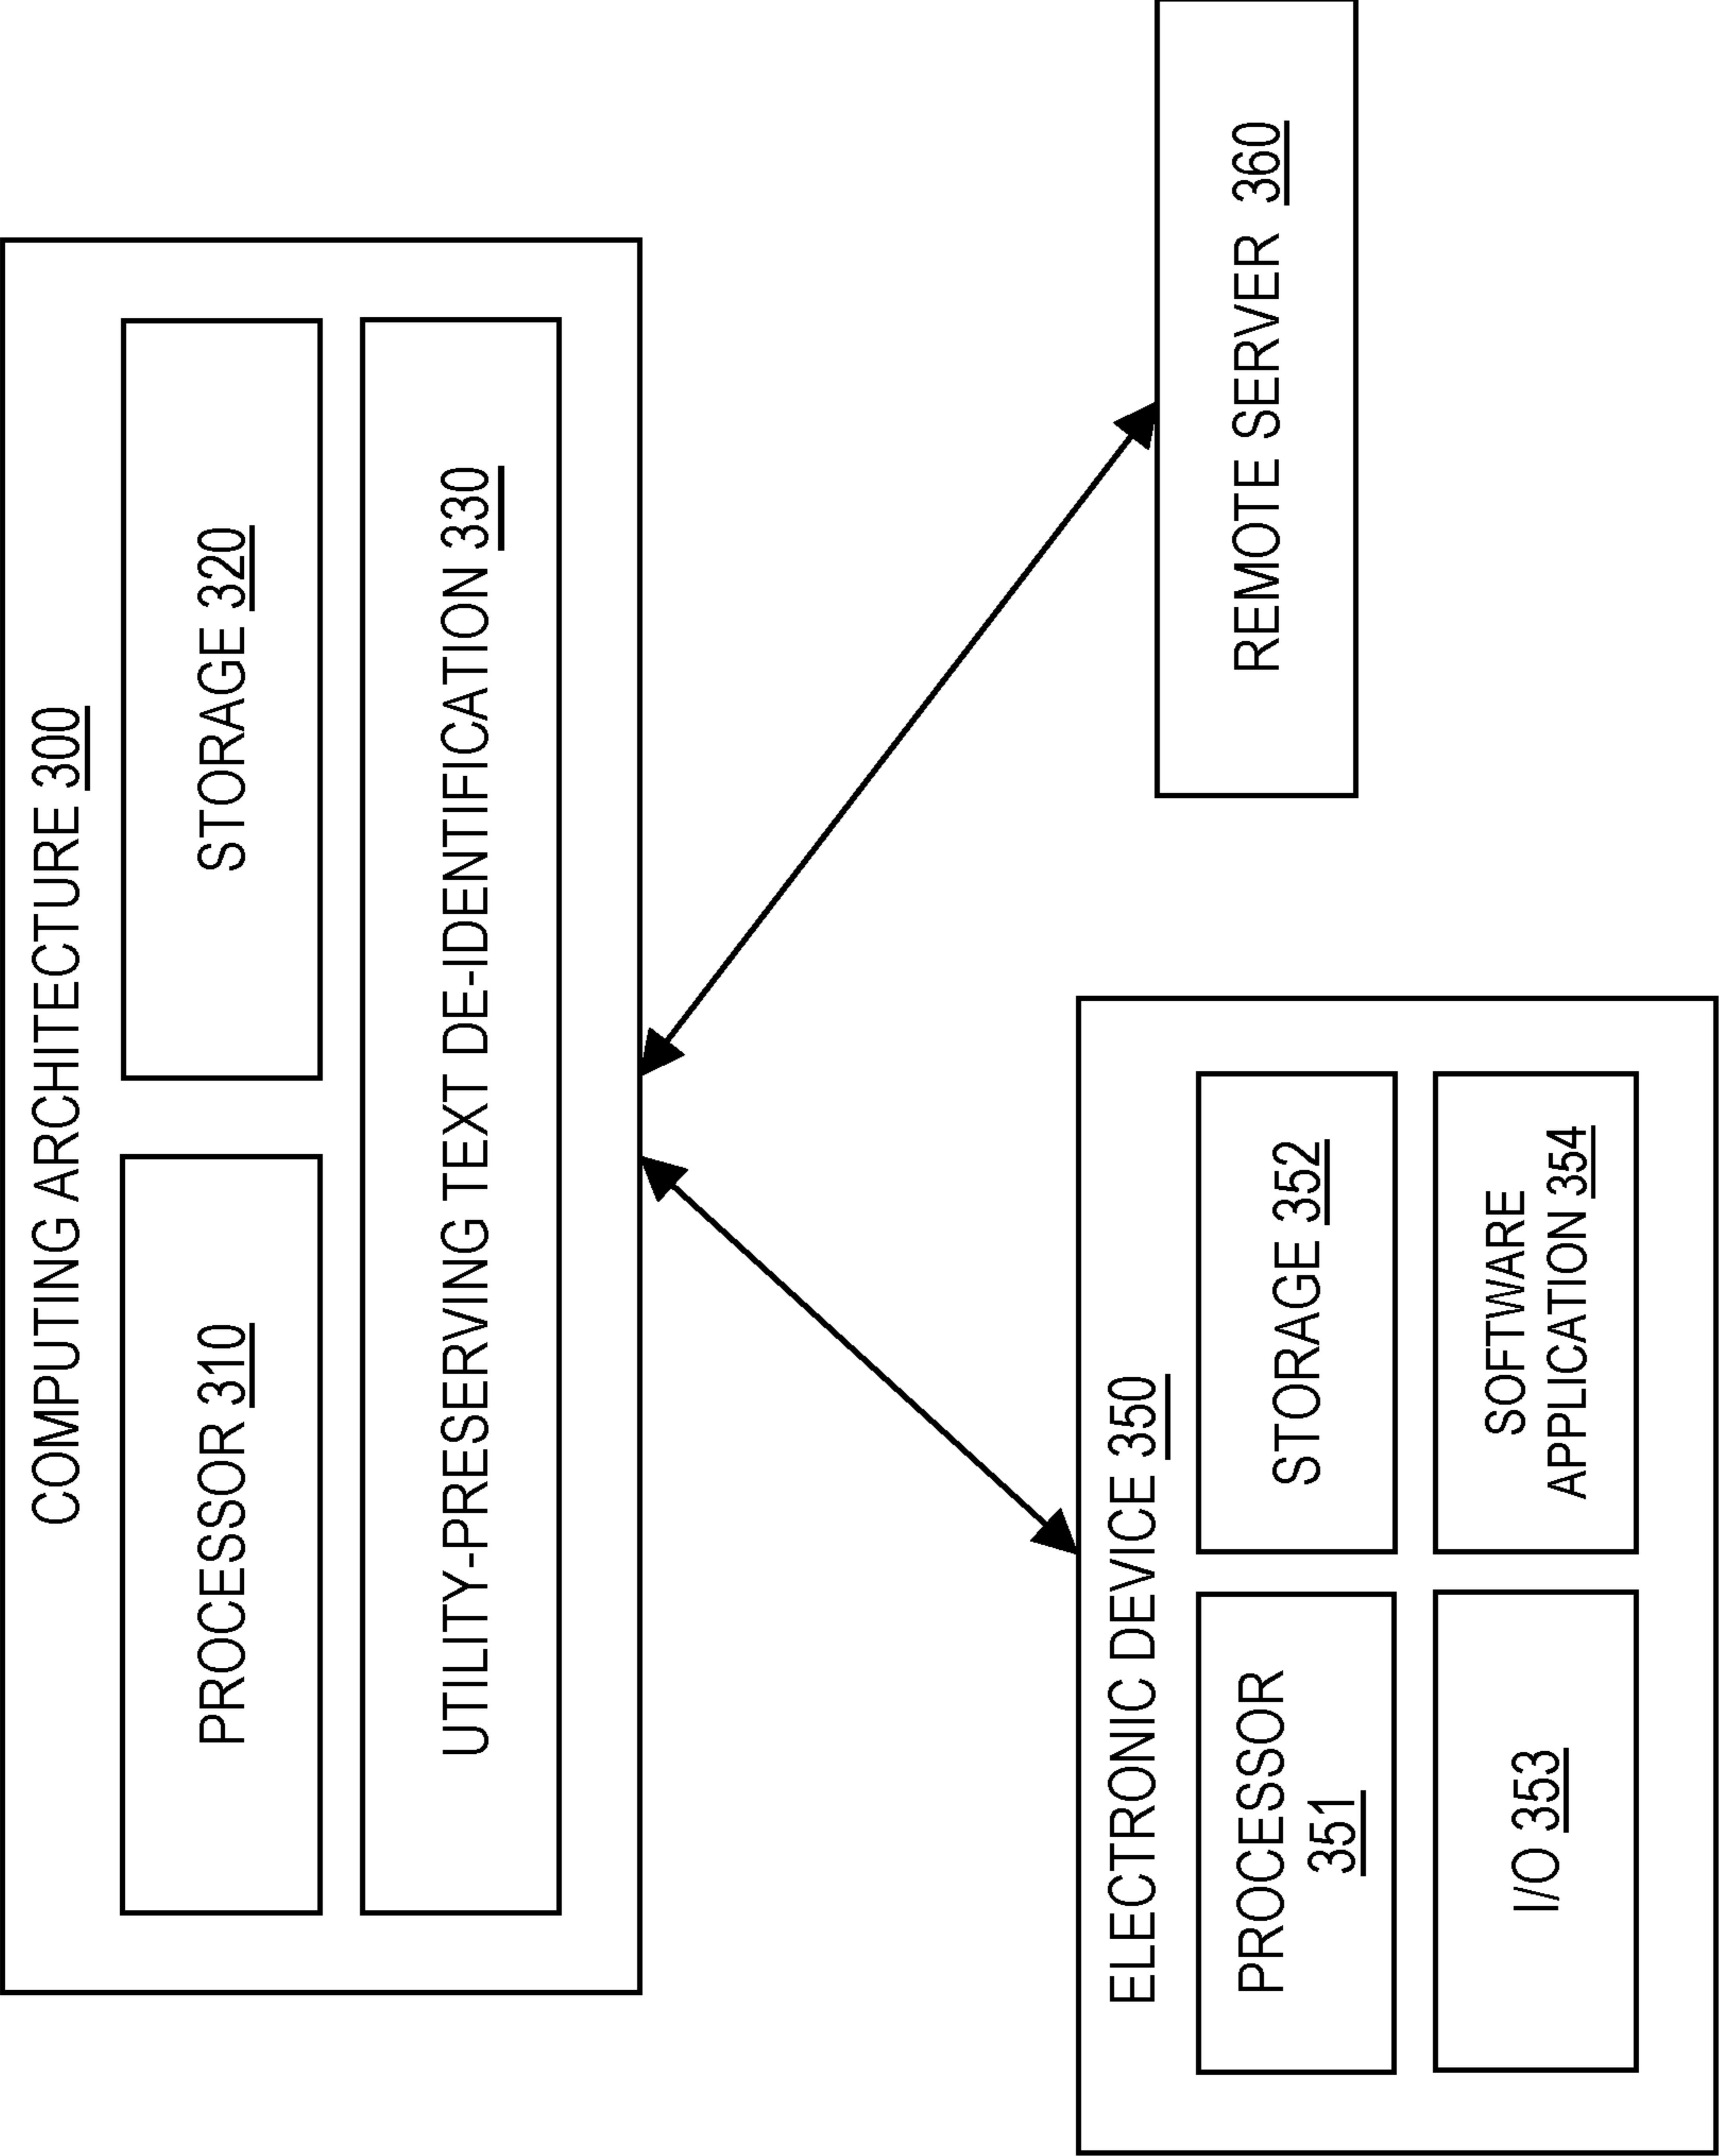 COMPUTING ARCHITECTURE 300
PROCESSOR 310
STORAGE 320
UTILITY-PRESERVING TEXT DE-IDENTIFICATION 330
ELECTRONIC DEVICE 350
PROCESSOR
351
STORAGE 352
I/O 353
SOFTWARE
APPLICATION 354
REMOTE SERVER 360